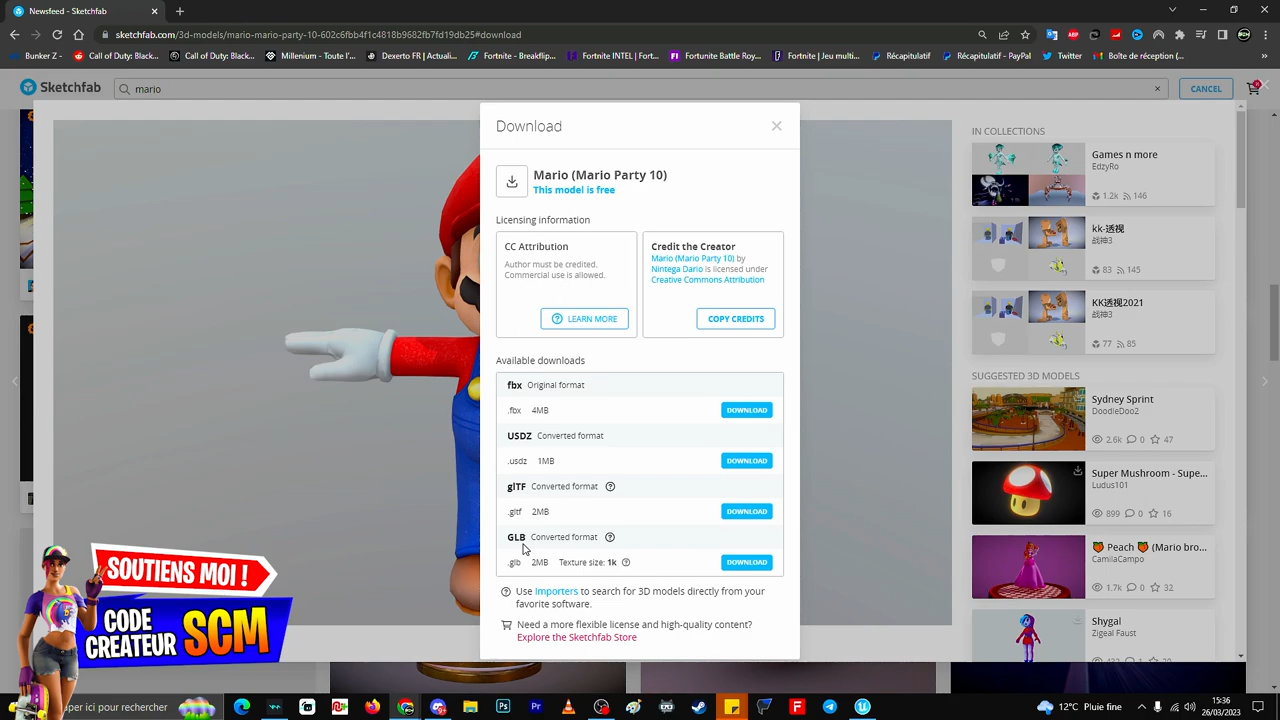 Newsfeed - Sketchfab
sketchfab.com/3d-models/mario-mario-party-10-602c6fbb4f1c4818b9682fb7fd19db25#download
Bunker Z - Call of Duty: Black... Call of Duty: Black... Millenium - Toute l'i... Dexerto FR | Actuali... Fortnite - Breakflip... Fortnite INTEL | Fort... Fortnite Battle Roya... Fortnite | Jeu multi... Récapitulatif Récapitulatif Twitter Boîte de réception (...
Sketchfab
mario
CANCEL
Download
Mario (Mario Party 10)
This model is free
Licensing information
CC Attribution
Author must be credited.
Commercial use is allowed.
LEARN MORE
Credit the Creator
Mario (Mario Party 10) by
Nintega Dario is licensed under
Creative Commons Attribution
COPY CREDITS
Available downloads
fbx Original format
.fbx 4MB DOWNLOAD
USDZ Converted format
.usdz 1MB DOWNLOAD
glTF Converted format
.gltf 2MB DOWNLOAD
GLB Converted format
.glb 2MB Texture size: 1k DOWNLOAD
Use Importers to search for 3D models directly from your
favorite software.
Need a more flexible license and high-quality content?
Explore the Sketchfab Store
IN COLLECTIONS
Games n more
EdzyRo
1.2k 146
kk-透视
战神3
83 145
KK透视2021
战神3
77 85
SUGGESTED 3D MODELS
Sydney Sprint
DoodieDoo2
2.6k 0 47
Super Mushroom - Supe...
Ludus101
899 0 16
Peach (Mario bro...
CamilaCampo
1.7k 0 32
Shygal
Zigeal Faust
SOUTIENS MOI !
CODE
CREATEUR SCM
Taper ici pour rechercher
12°C Pluie fine
15:36
26/03/2023